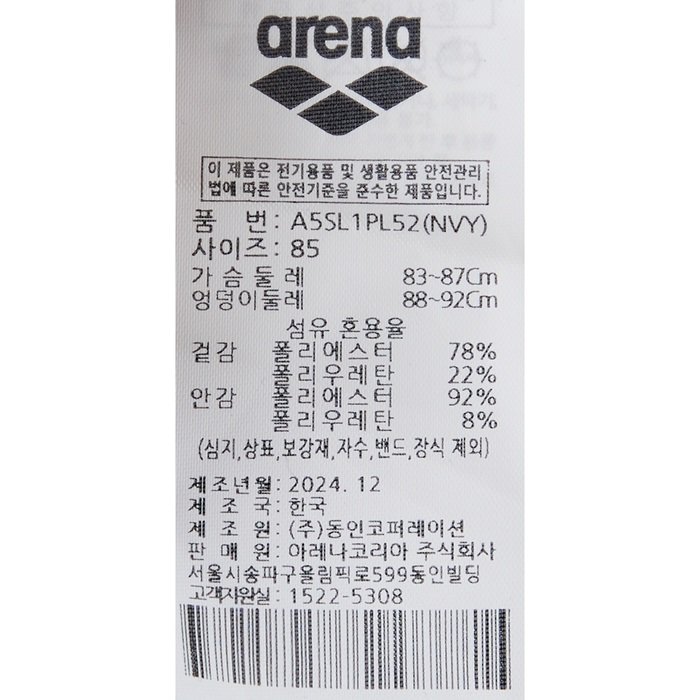 arena
이 제품은 전기용품 및 생활용품 안전관리
법에 따른 안전기준을 준수한 제품입니다.
품 번: A5SL1PL52(NVY)
사이즈: 85
가슴둘레 83~87Cm
엉덩이둘레 88~92Cm
섬유 혼용율
겉감 폴리에스터 78%
폴리우레탄 22%
안감 폴리에스터 92%
폴리우레탄 8%
(심지,상표,보강재,자수,밴드,장식 제외)
제조년월: 2024. 12
제 조 국: 한국
제 조 원: (주)동인코퍼레이션
판 매 원: 아레나코리아 주식회사
서울시송파구올림픽로599동인빌딩
고객지원실: 1522-5308